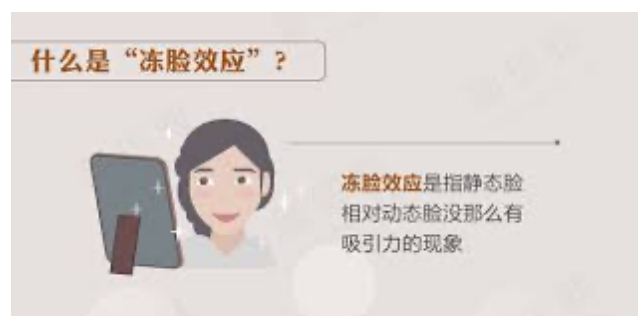 什么是“冻脸效应”?
冻脸效应是指静态脸
相对动态脸没那么有
吸引力的现象